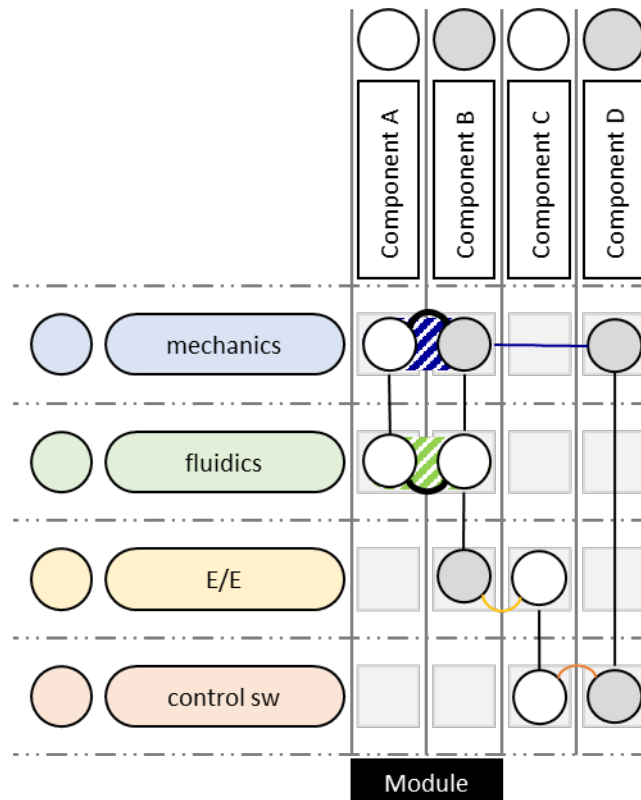 Component A
Component B
Component C
Component D
mechanics
fluidics
E/E
control sw
Module